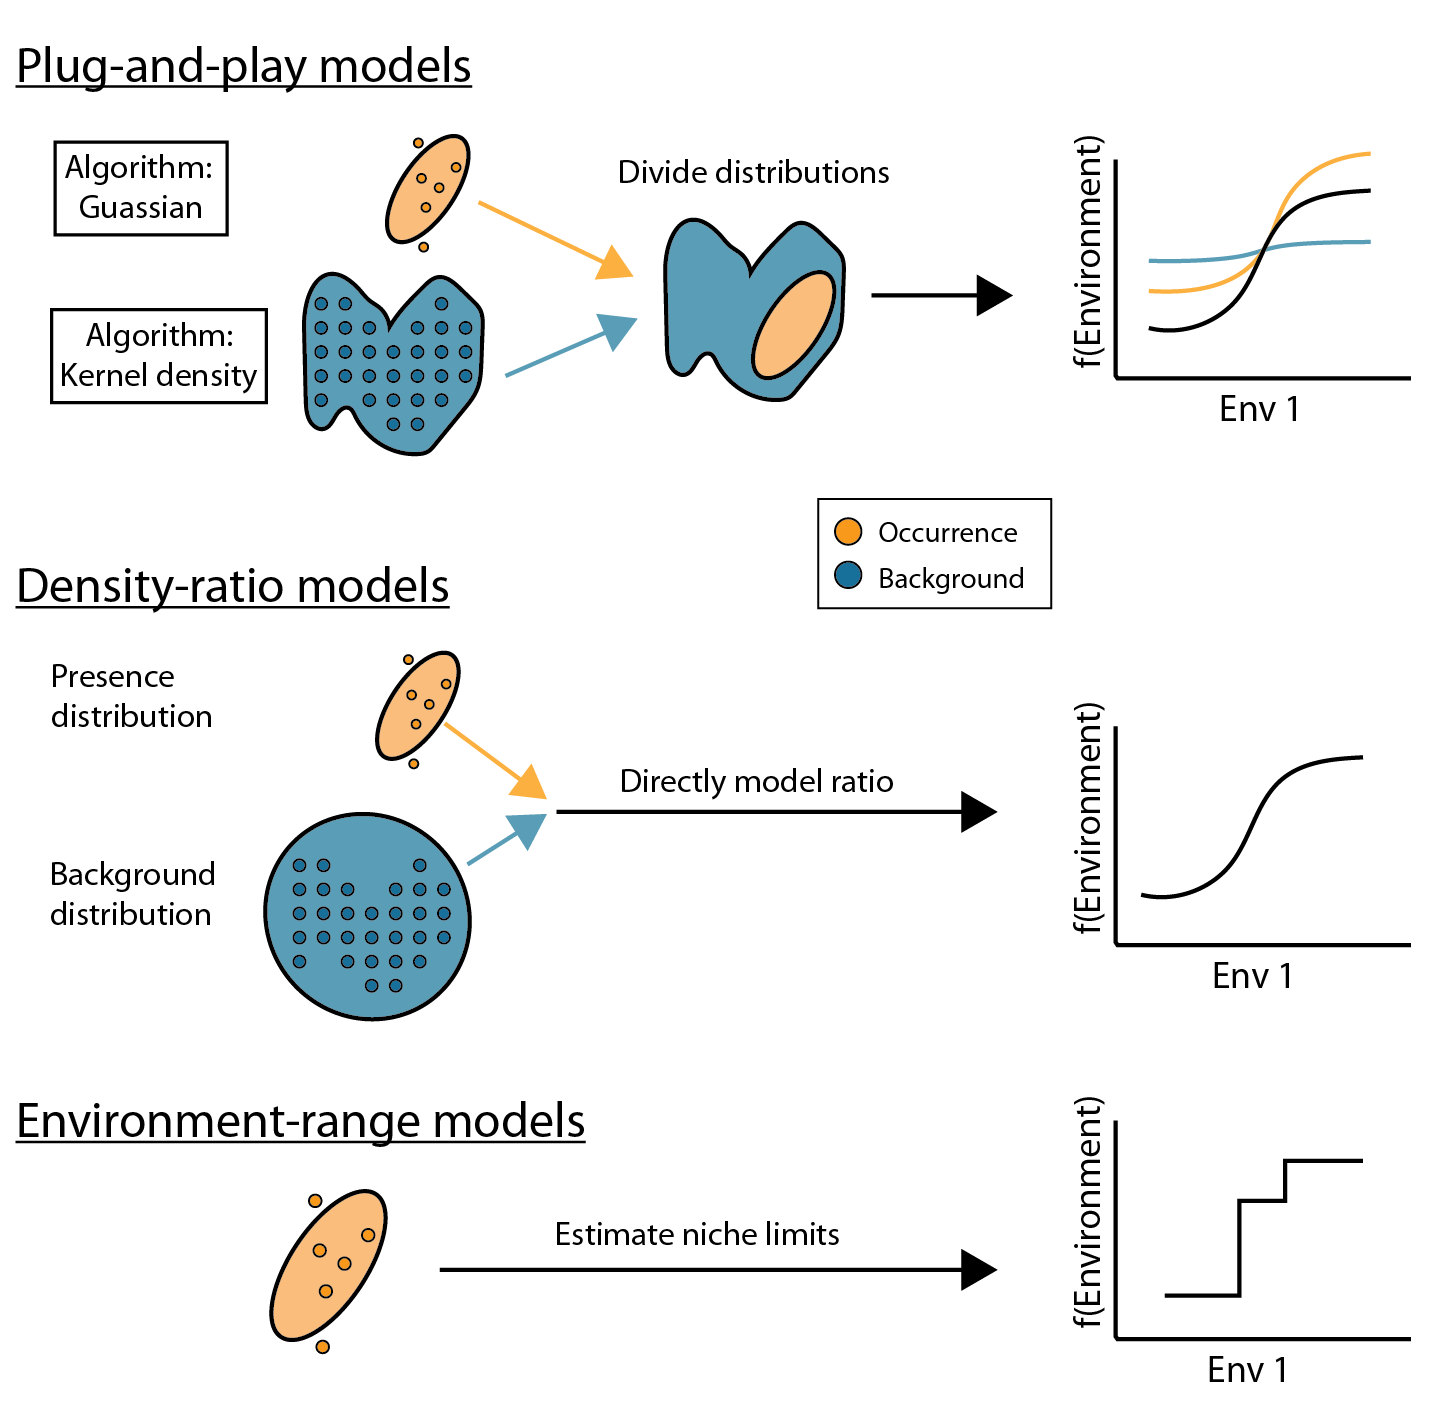 Plug-and-play models
Algorithm:
Guassian
Algorithm:
Kernel density
Divide distributions
f(Environment)
Env 1
Occurrence
Background
Density-ratio models
Presence
distribution
Background
distribution
Directly model ratio
f(Environment)
Env 1
Environment-range models
Estimate niche limits
f(Environment)
Env 1